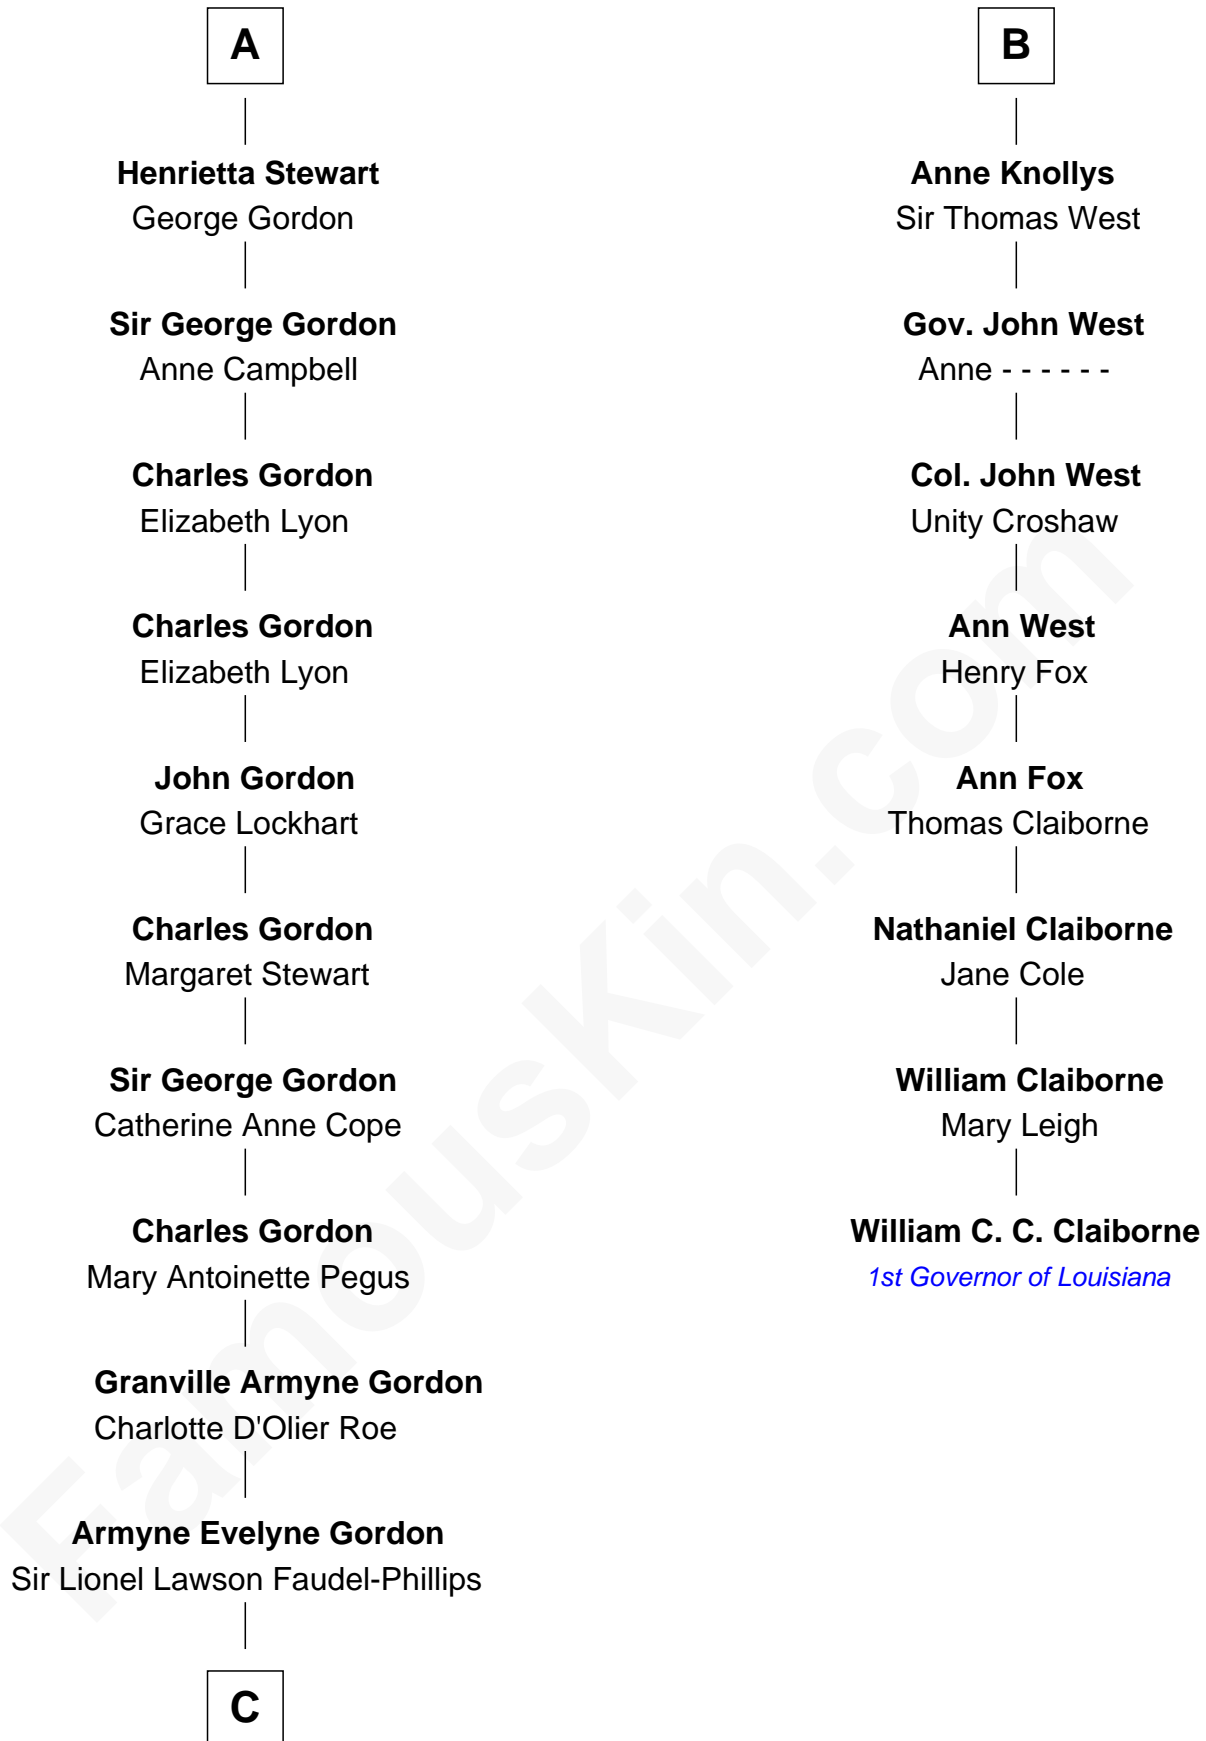 A
Henrietta Stewart
George Gordon
Sir George Gordon
Anne Campbell
Charles Gordon
Elizabeth Lyon
Charles Gordon
Elizabeth Lyon
John Gordon
Grace Lockhart
Charles Gordon
Margaret Stewart
Sir George Gordon
Catherine Anne Cope
Charles Gordon
Mary Antoinette Pegus
Granville Armyne Gordon
Charlotte D'Olier Roe
Armyne Evelyne Gordon
Sir Lionel Lawson Faudel-Phillips
C
B
Anne Knollys
Sir Thomas West
Gov. John West
Anne - - - - - -
Col. John West
Unity Croshaw
Ann West
Henry Fox
Ann Fox
Thomas Claiborne
Nathaniel Claiborne
Jane Cole
William Claiborne
Mary Leigh
William C. C. Claiborne
1st Governor of Louisiana
FamousKin.com